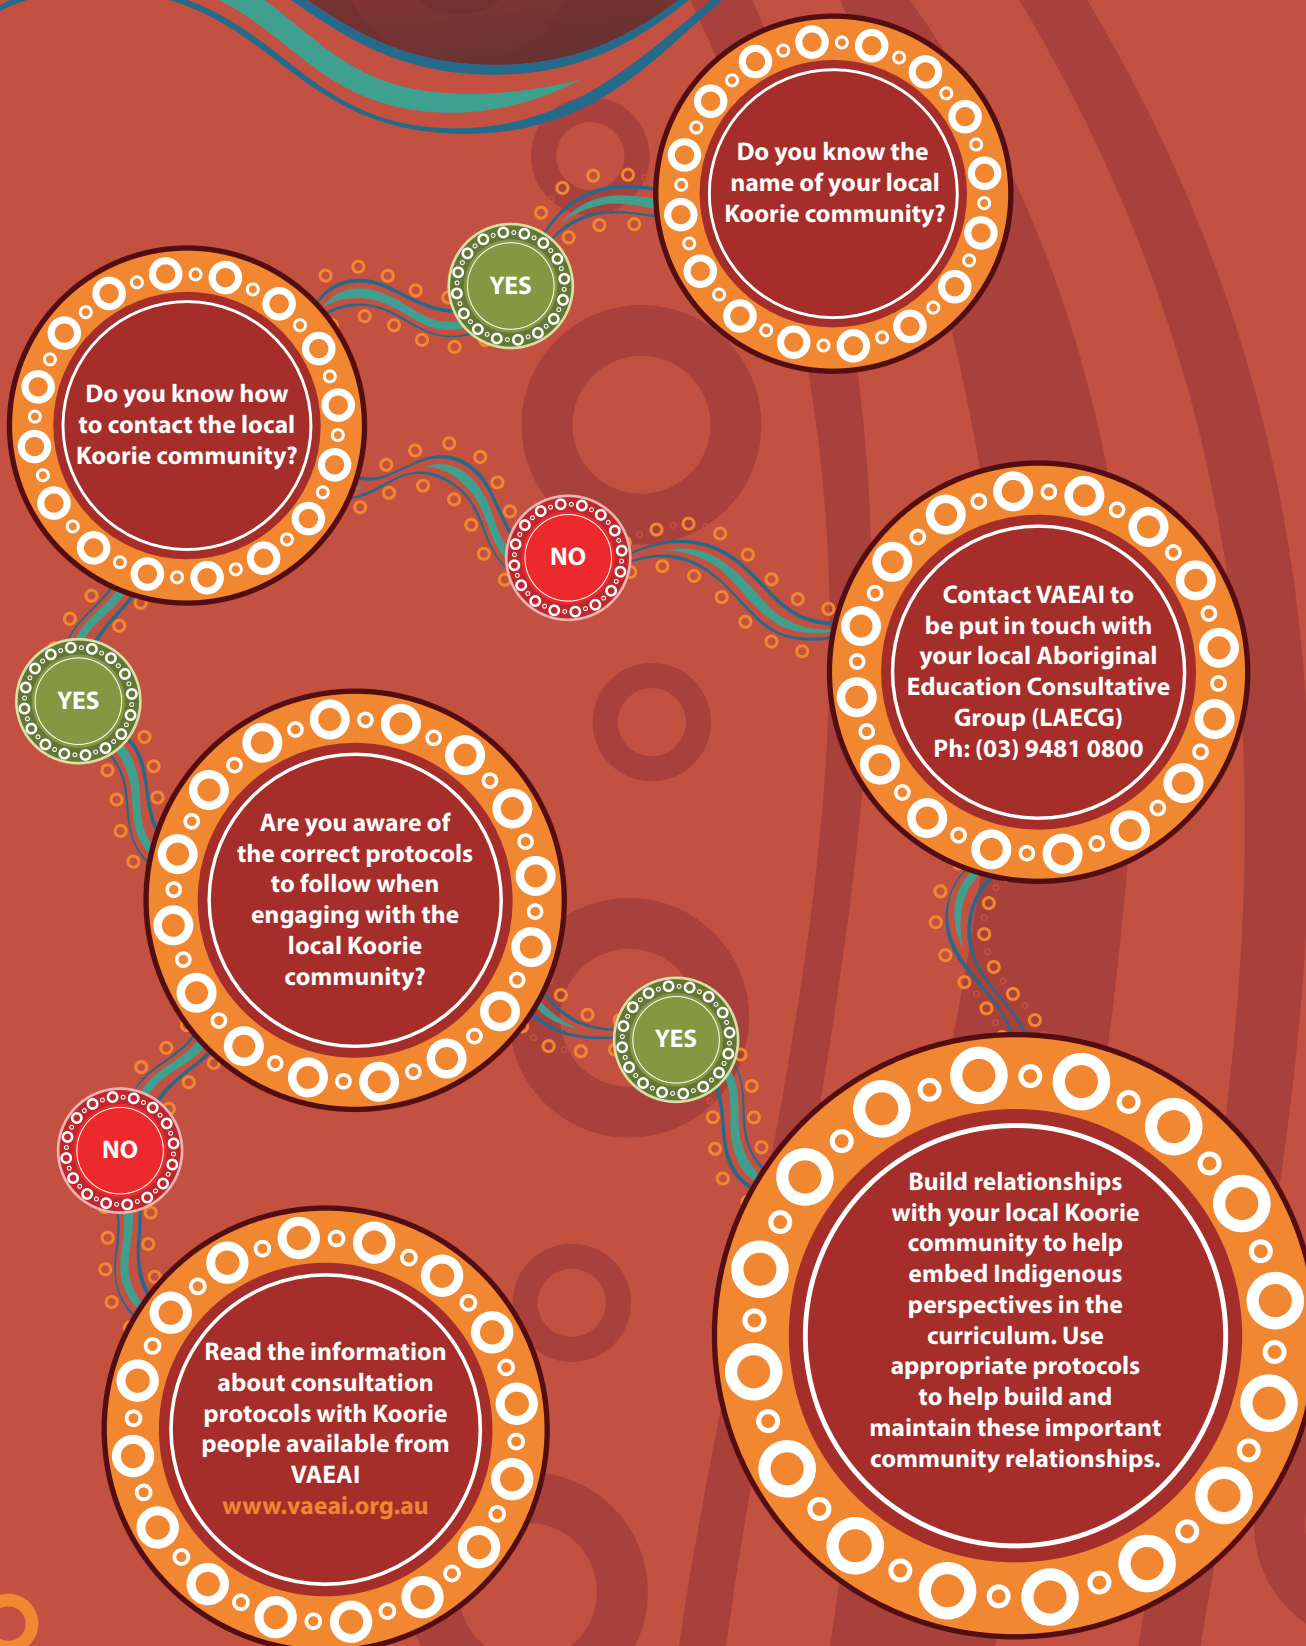 Do you know the
name of your local
Koorie community?
YES
Do you know how
to contact the local
Koorie community?
NO
Contact VAEAI to
be put in touch with
your local Aboriginal
Education Consultative
Group (LAECG)
Ph: (03) 9481 0800
YES
Are you aware of
the correct protocols
to follow when
engaging with the
local Koorie
community?
YES
NO
Build relationships
with your local Koorie
community to help
embed Indigenous
perspectives in the
curriculum. Use
appropriate protocols
to help build and
maintain these important
community relationships.
Read the information
about consultation
protocols with Koorie
people available from
VAEAI
www.vaeai.org.au